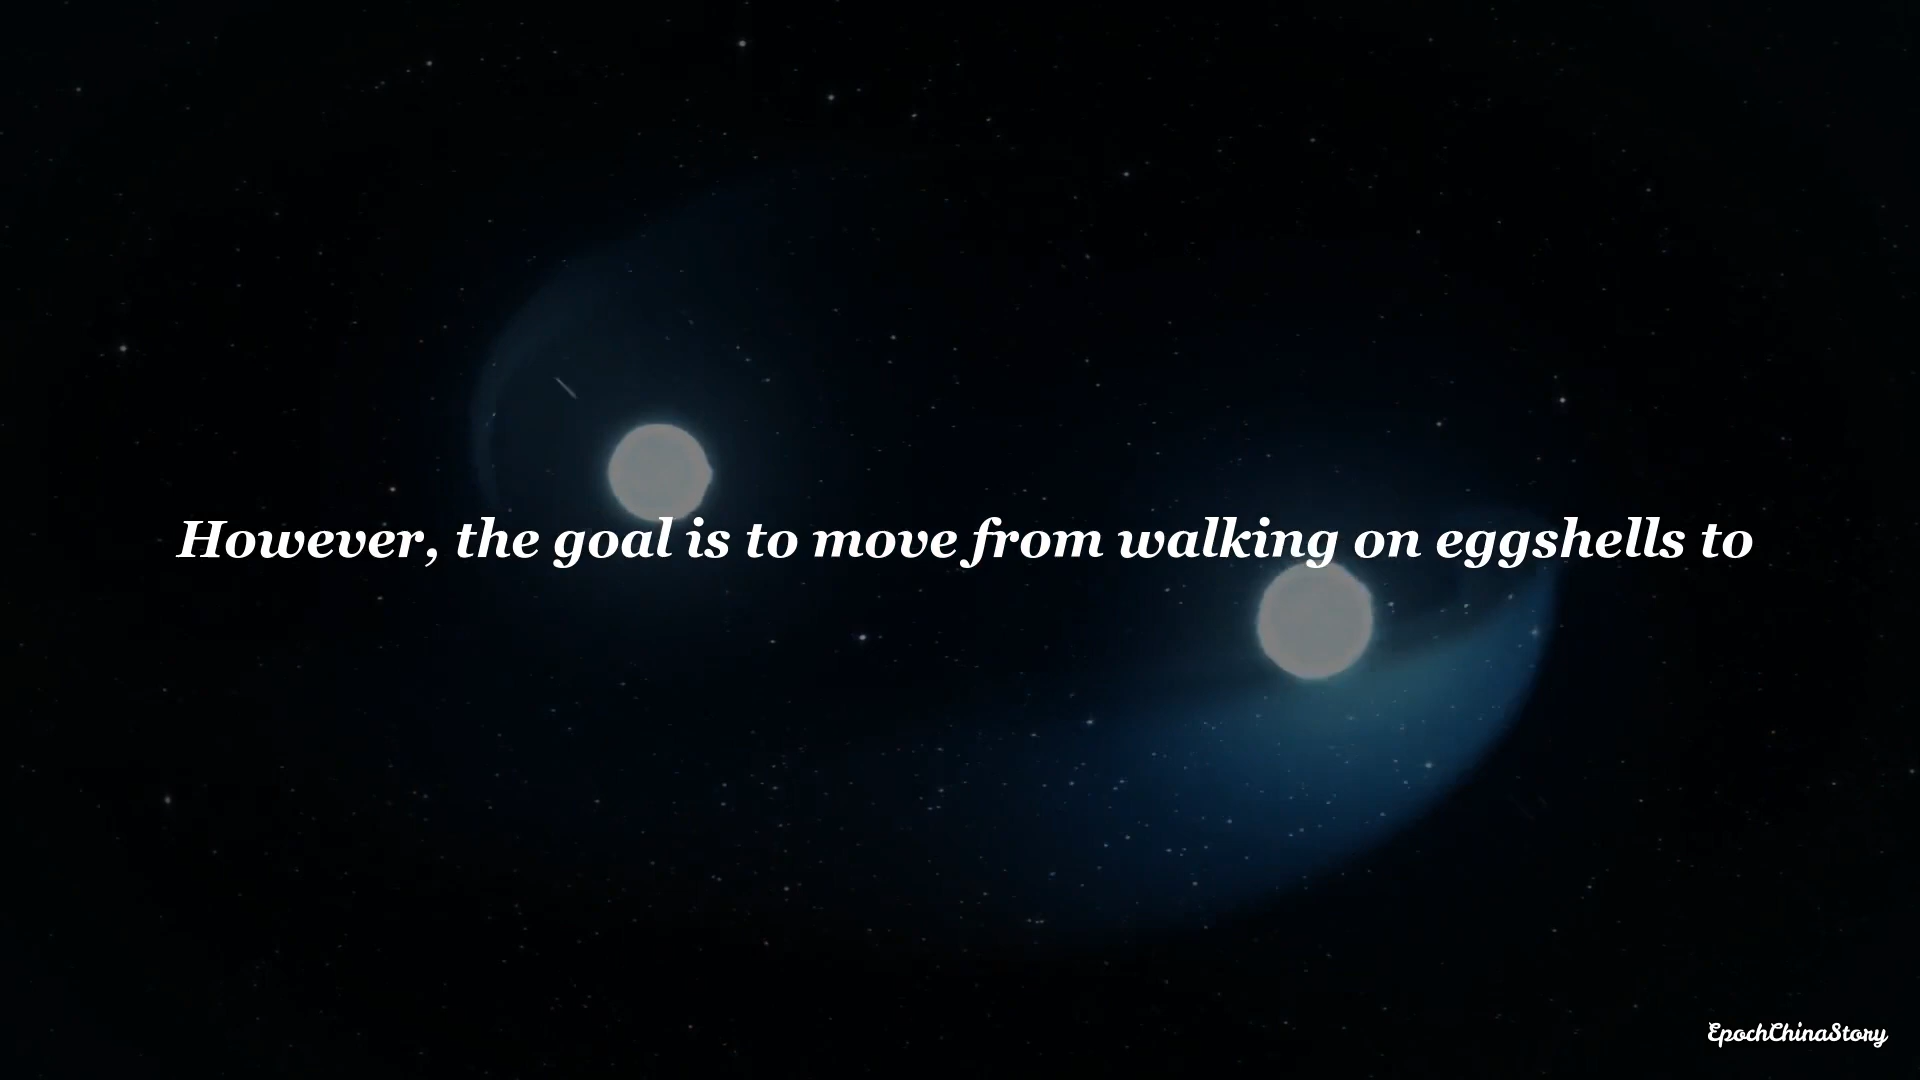 However, the goal is to move from walking on eggshells to
EpochChinaStory